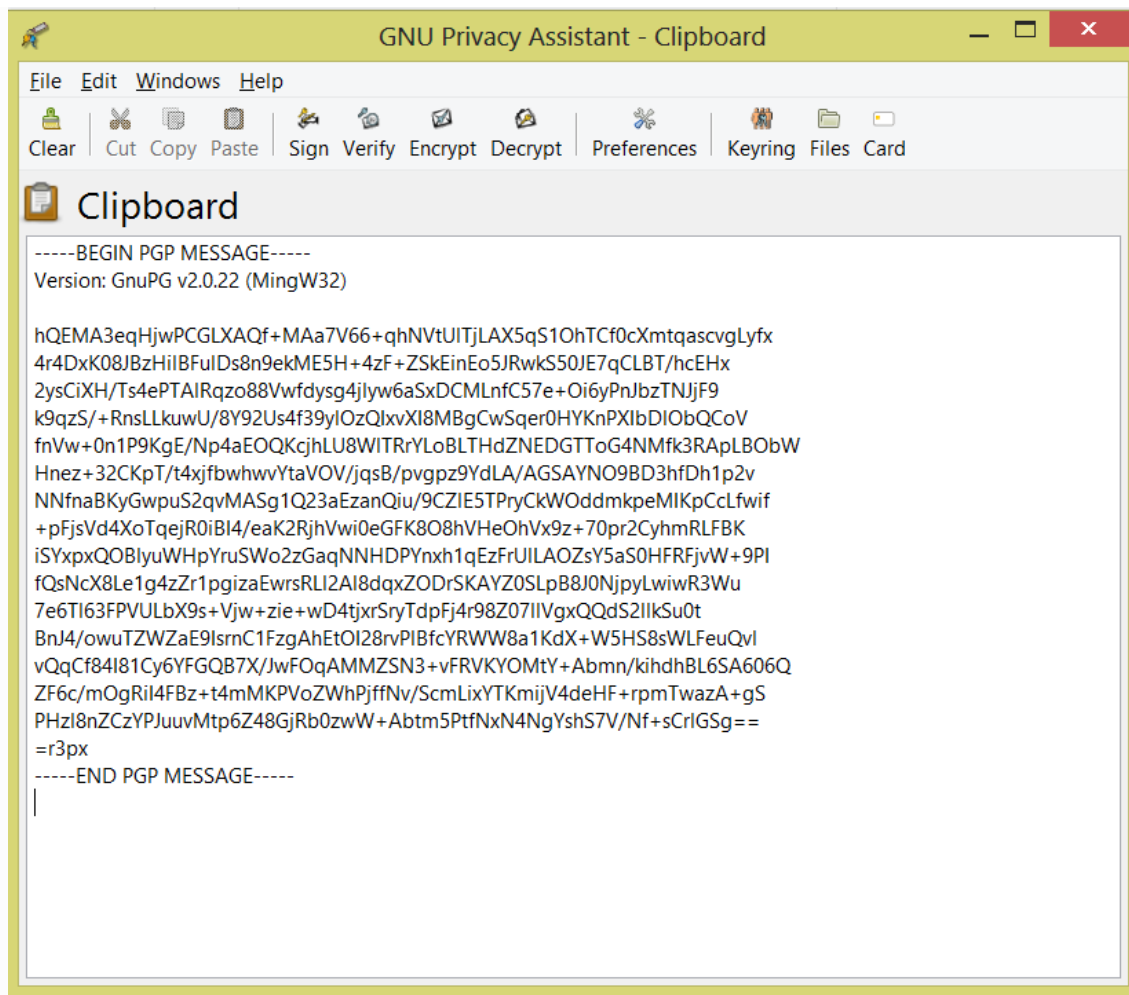 GNU Privacy Assistant - Clipboard
File Edit Windows Help
Clear Cut Copy Paste Sign Verify Encrypt Decrypt Preferences Keyring Files Card
Clipboard
-----BEGIN PGP MESSAGE-----
Version: GnuPG v2.0.22 (MingW32)
hQEMA3eqHjwPCGLXAQf+MAa7V66+qhNVtUlTjLAX5qS1OhTCf0cXmtqascvgLyfx
4r4DxK08JBzHilBFuIDs8n9ekME5H+4zF+ZSkEinEo5JRwkS50JE7qCLBT/hcEHx
2ysCiXH/Ts4ePTAIRqzo88Vwfdysg4jlyw6aSxDCMLnfC57e+Oi6yPnJbzTNJjF9
k9qzS/+RnsLLkuwU/8Y92Us4f39ylOzQIxvXI8MBgCwSqer0HYKnPXIbDIObQCoV
fnVw+0n1P9KgE/Np4aEOQKcjhLU8WITRrYLoBLTHdZNEDGTToG4NMfk3RApLBObW
Hnez+32CKpT/t4xjfbwhwvYtaVOV/jqsB/pvgpz9YdLA/AGSAYNO9BD3hfDh1p2v
NNfnaBKyGwpuS2qvMASg1Q23aEzanQiu/9CZIE5TPryCkWOddmkpeMIKpCcLfwif
+pFjsVd4XoTqejR0iBI4/eaK2RjhVwi0eGFK8O8hVHeOhVx9z+70pr2CyhmRLFBK
iSYxpxQOBlyuWHpYruSWo2zGaqNNHDPYnxh1qEzFrUILAOZsY5aS0HFRFjvW+9PI
fQsNcX8Le1g4zZr1pgizaEwrsRLI2AI8dqxZODrSKAYZ0SLpB8J0NjpyLwiwR3Wu
7e6TI63FPVULbX9s+Vjw+zie+wD4tjxrSryTdpFj4r98Z07IIVgxQQdS2IIkSu0t
BnJ4/owuTZWZaE9IsrnC1FzgAhEtOI28rvPIBfcYRWW8a1KdX+W5HS8sWLFeuQvl
vQqCf84I81Cy6YFGQB7X/JwFOqAMMZSN3+vFRVKYOMtY+Abmn/kihdhBL6SA606Q
ZF6c/mOgRiI4FBz+t4mMKPVoZWhPjffNv/ScmLixYTKmijV4deHF+rpmTwazA+gS
PHzI8nZCzYPJuuvMtp6Z48GjRb0zwW+Abtm5PtfNxN4NgYshS7V/Nf+sCrIGSg==
=r3px
-----END PGP MESSAGE-----